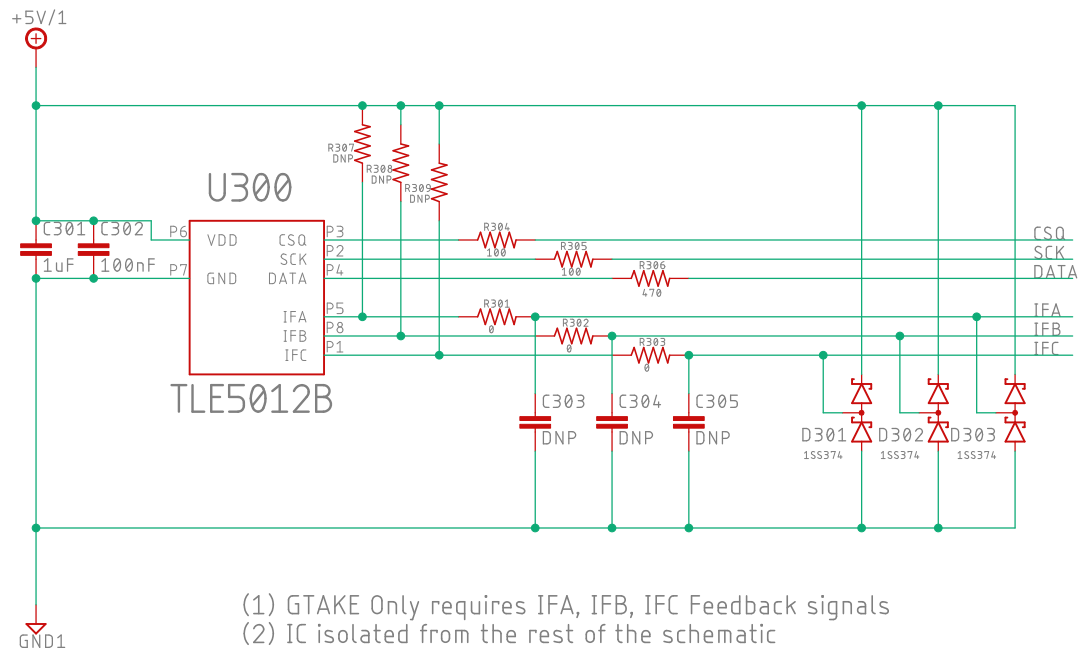 +5V/1
R307
DNP
R308
DNP
R309
DNP
U300
C301
1uF
C302
100nF
P6
VDD
CSQ
P3
R304
100
CSQ
SCK
P2
R305
100
SCK
P7
GND
DATA
P4
R306
470
DATA
IFA
P5
R301
0
IFA
IFB
P8
R302
0
IFB
IFC
P1
R303
0
IFC
TLE5012B
C303
DNP
C304
DNP
C305
DNP
D301
1SS374
D302
1SS374
D303
1SS374
(1) GTAKE Only requires IFA, IFB, IFC Feedback signals
(2) IC isolated from the rest of the schematic
GND1